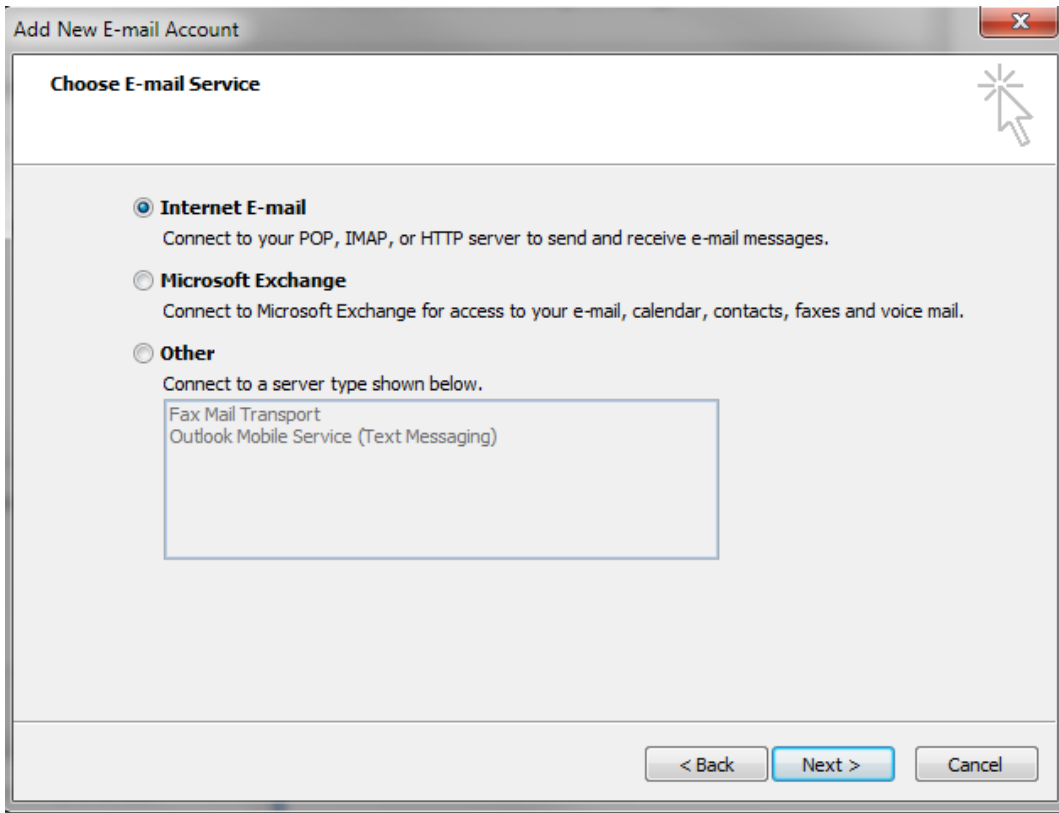 Add New E-mail Account
Choose E-mail Service
Internet E-mail
Connect to your POP, IMAP, or HTTP server to send and receive e-mail messages.
Microsoft Exchange
Connect to Microsoft Exchange for access to your e-mail, calendar, contacts, faxes and voice mail.
Other
Connect to a server type shown below.
Fax Mail Transport
Outlook Mobile Service (Text Messaging)
< Back Next > Cancel